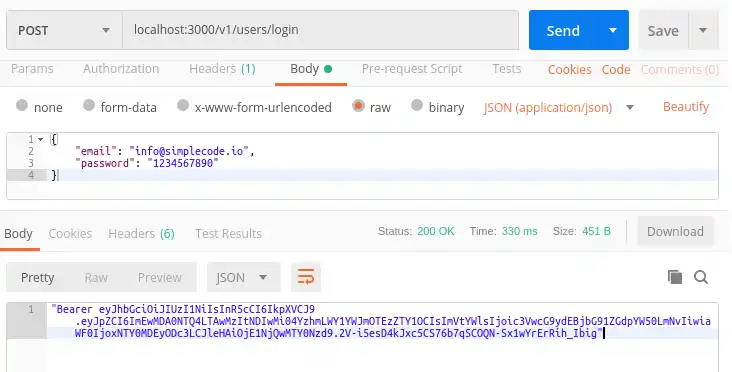 POST localhost:3000/v1/users/login Send Save
Params Authorization Headers (1) Body Pre-request Script Tests Cookies Code Comments (0)
none form-data x-www-form-urlencoded raw binary JSON (application/json) Beautify
1 {
2 "email": "info@simplecode.io",
3 "password": "1234567890"
4 }
Body Cookies Headers (6) Test Results Status: 200 OK Time: 330 ms Size: 451 B Download
Pretty Raw Preview JSON
1 "Bearer eyJhbGciOiJIUzI1NiIsInR5cCI6IkpXVCJ9
.eyJpZCI6ImEwMDA0NTQ4LTAwMzItNDIwMi04YzhmLWY1YWJmOTEzZTY1OCIsImVtYWlsIjoic3VwcG9ydEBjbG91ZGdpYW50LmNvIiwia
WF0IjoxNTY0MDEyODc3LCJleHAiOjE1NjQwMTY0Nzd9.2V-i5esD4kJxc5CS76b7qSCOQN-Sx1wYrErRih_Ibig"